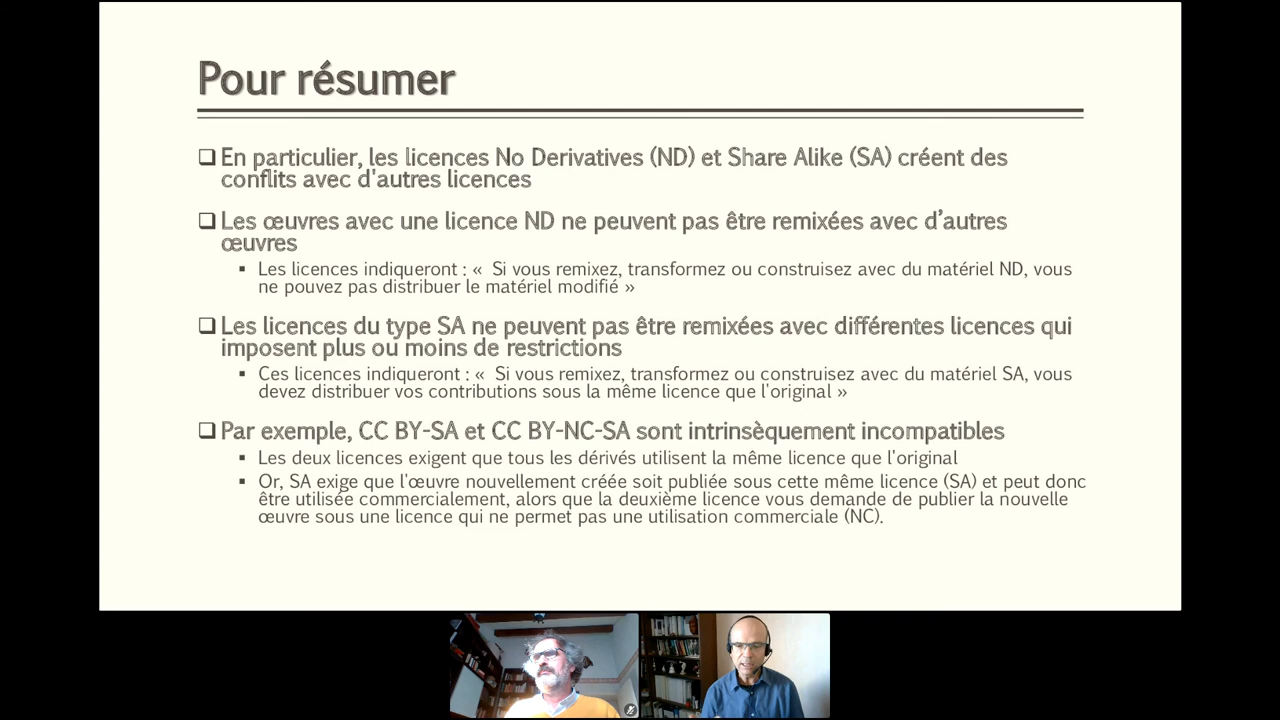 Pour résumer
En particulier, les licences No Derivatives (ND) et Share Alike (SA) créent des
conflits avec d'autres licences
Les œuvres avec une licence ND ne peuvent pas être remixées avec d’autres
œuvres
Les licences indiqueront : «  Si vous remixez, transformez ou construisez avec du matériel ND, vous
ne pouvez pas distribuer le matériel modifié »
Les licences du type SA ne peuvent pas être remixées avec différentes licences qui
imposent plus ou moins de restrictions
Ces licences indiqueront : «  Si vous remixez, transformez ou construisez avec du matériel SA, vous
devez distribuer vos contributions sous la même licence que l'original »
Par exemple, CC BY-SA et CC BY-NC-SA sont intrinsèquement incompatibles
Les deux licences exigent que tous les dérivés utilisent la même licence que l'original
Or, SA exige que l'œuvre nouvellement créée soit publiée sous cette même licence (SA) et peut donc
être utilisée commercialement, alors que la deuxième licence vous demande de publier la nouvelle
œuvre sous une licence qui ne permet pas une utilisation commerciale (NC).